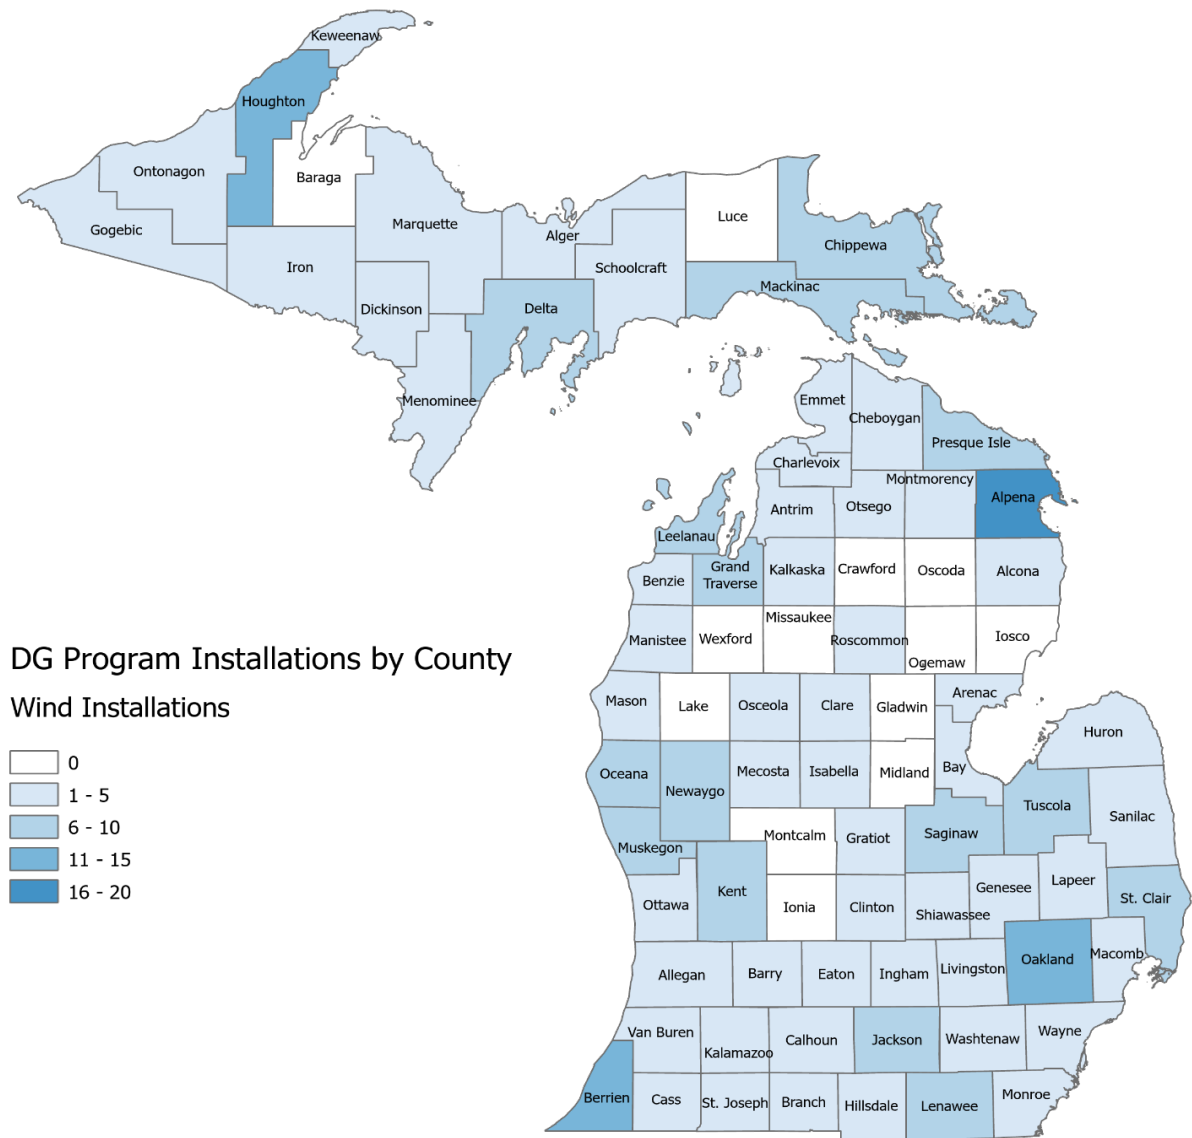 Keweenaw
Houghton
Ontonagon
Baraga
Gogebic
Marquette
Luce
Alger
Chippewa
Iron
Schoolcraft
Mackinac
Dickinson
Delta
Menominee
Emmet
Cheboygan
Presque Isle
Charlevoix
Montmorency
Antrim
Otsego
Alpena
Leelanau
Benzie
Grand
Traverse
Kalkaska
Crawford
Oscoda
Alcona
Manistee
Wexford
Missaukee
Roscommon
Ogemaw
Iosco
DG Program Installations by County
Wind Installations
0
1 - 5
6 - 10
11 - 15
16 - 20
Mason
Lake
Osceola
Clare
Gladwin
Arenac
Huron
Oceana
Newaygo
Mecosta
Isabella
Midland
Bay
Tuscola
Sanilac
Muskegon
Montcalm
Gratiot
Saginaw
Ottawa
Kent
Ionia
Clinton
Shiawassee
Genesee
Lapeer
St. Clair
Allegan
Barry
Eaton
Ingham
Livingston
Oakland
Macomb
Van Buren
Kalamazoo
Calhoun
Jackson
Washtenaw
Wayne
Berrien
Cass
St. Joseph
Branch
Hillsdale
Lenawee
Monroe